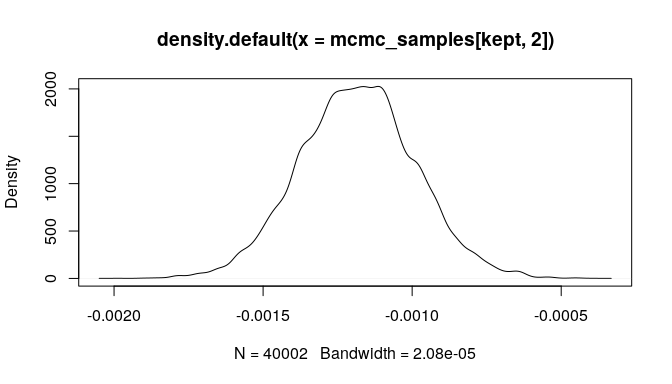 density.default(x = mcmc_samples[kept, 2])
Density
2000
1000
500
0
-0.0020 -0.0015 -0.0010 -0.0005
N = 40002 Bandwidth = 2.08e-05